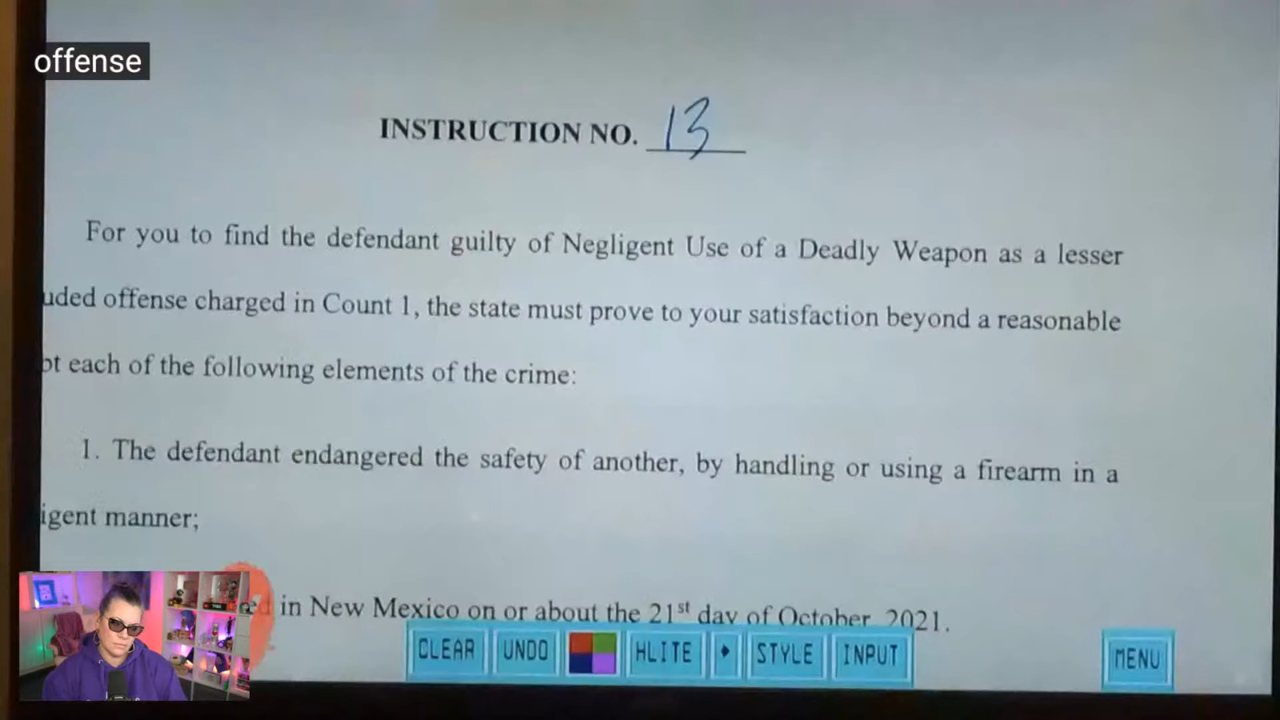 offense
INSTRUCTION NO. 13
For you to find the defendant guilty of Negligent Use of a Deadly Weapon as a lesser
uded offense charged in Count 1, the state must prove to your satisfaction beyond a reasonable
bt each of the following elements of the crime:
1. The defendant endangered the safety of another, by handling or using a firearm in a
igent manner;
ed in New Mexico on or about the 21st day of October, 2021.
CLEAR UNDO HLITE STYLE INPUT MENU